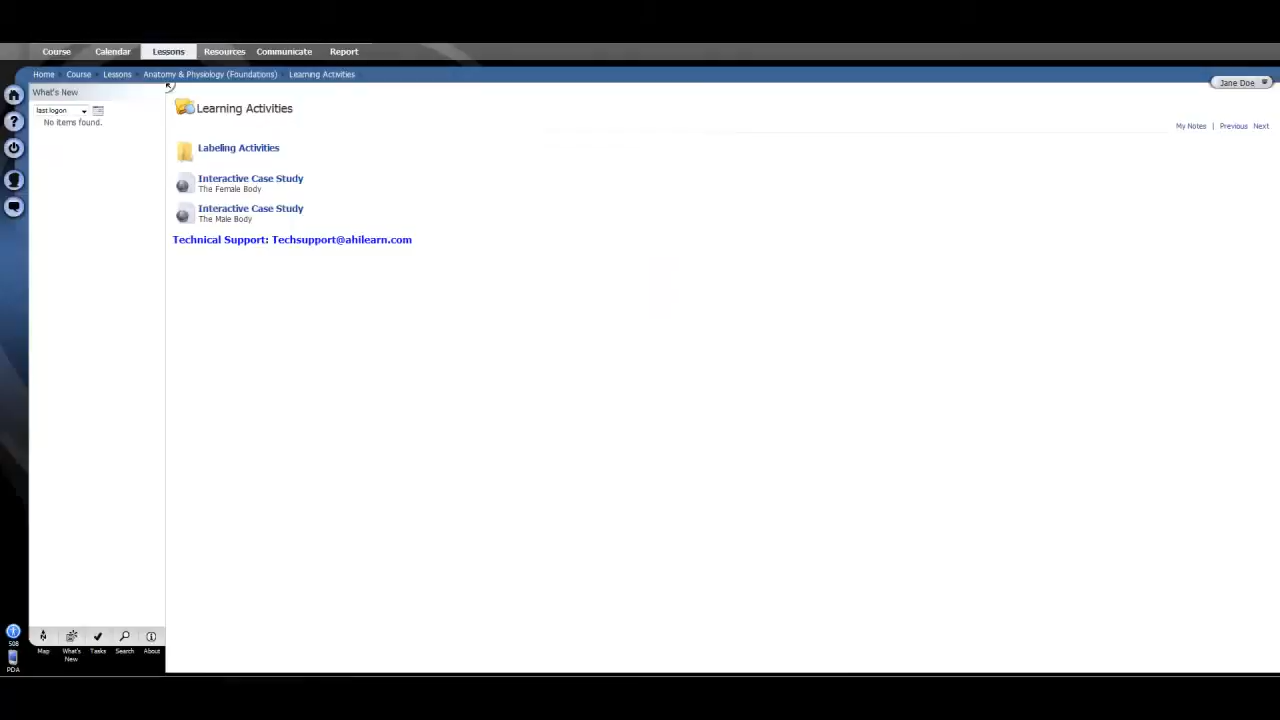 Course Calendar Lessons Resources Communicate Report
Home Course Lessons Anatomy & Physiology (Foundations) Learning Activities
Jane Doe
What's New
last logon
No items found.
Learning Activities
My Notes | Previous Next
Labeling Activities
Interactive Case Study
The Female Body
Interactive Case Study
The Male Body
Technical Support: Techsupport@ahilearn.com
508
PDA
Map What's New Tasks Search About